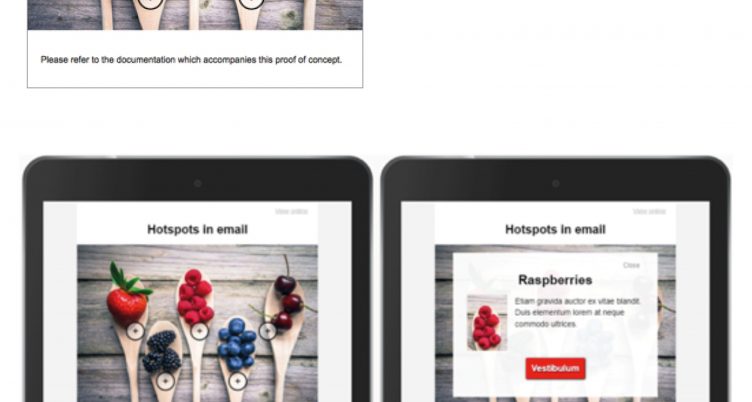 Please refer to the documentation which accompanies this proof of concept.
View online
Hotspots in email
View online
Hotspots in email
Close
Raspberries
Etiam gravida auctor ex vitae blandit.
Duis elementum lorem at neque
commodo ultrices.
Vestibulum